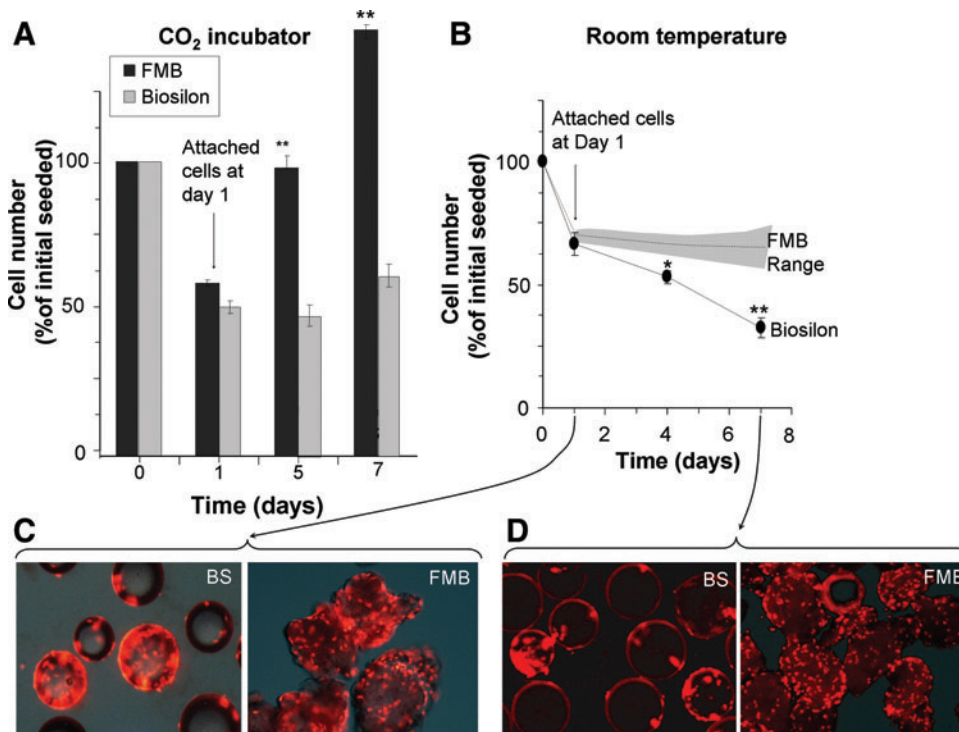 A
CO₂ incubator
FMB
Biosilon
Attached
cells at
day 1
**
**
Cell number
(%of initial seeded)
100
50
0
0 1 5 7
Time (days)
B
Room temperature
Attached cells
at Day 1
FMB
Range
*
**
Biosilon
Cell number
(%of initial seeded)
100
50
0
0 2 4 6 8
Time (days)
C
BS
FMB
D
BS
FMB